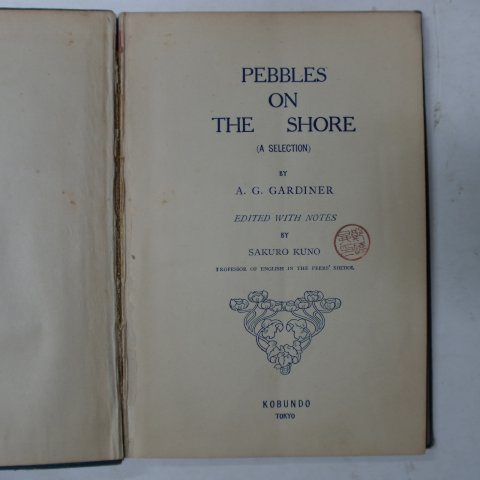 PEBBLES
ON
THE SHORE
(A SELECTION)
BY
A. G. GARDINER
EDITED WITH NOTES
BY
SAKURO KUNO
PROFESSOR OF ENGLISH IN THE PEERS'
KOBUNDO
TOKYO